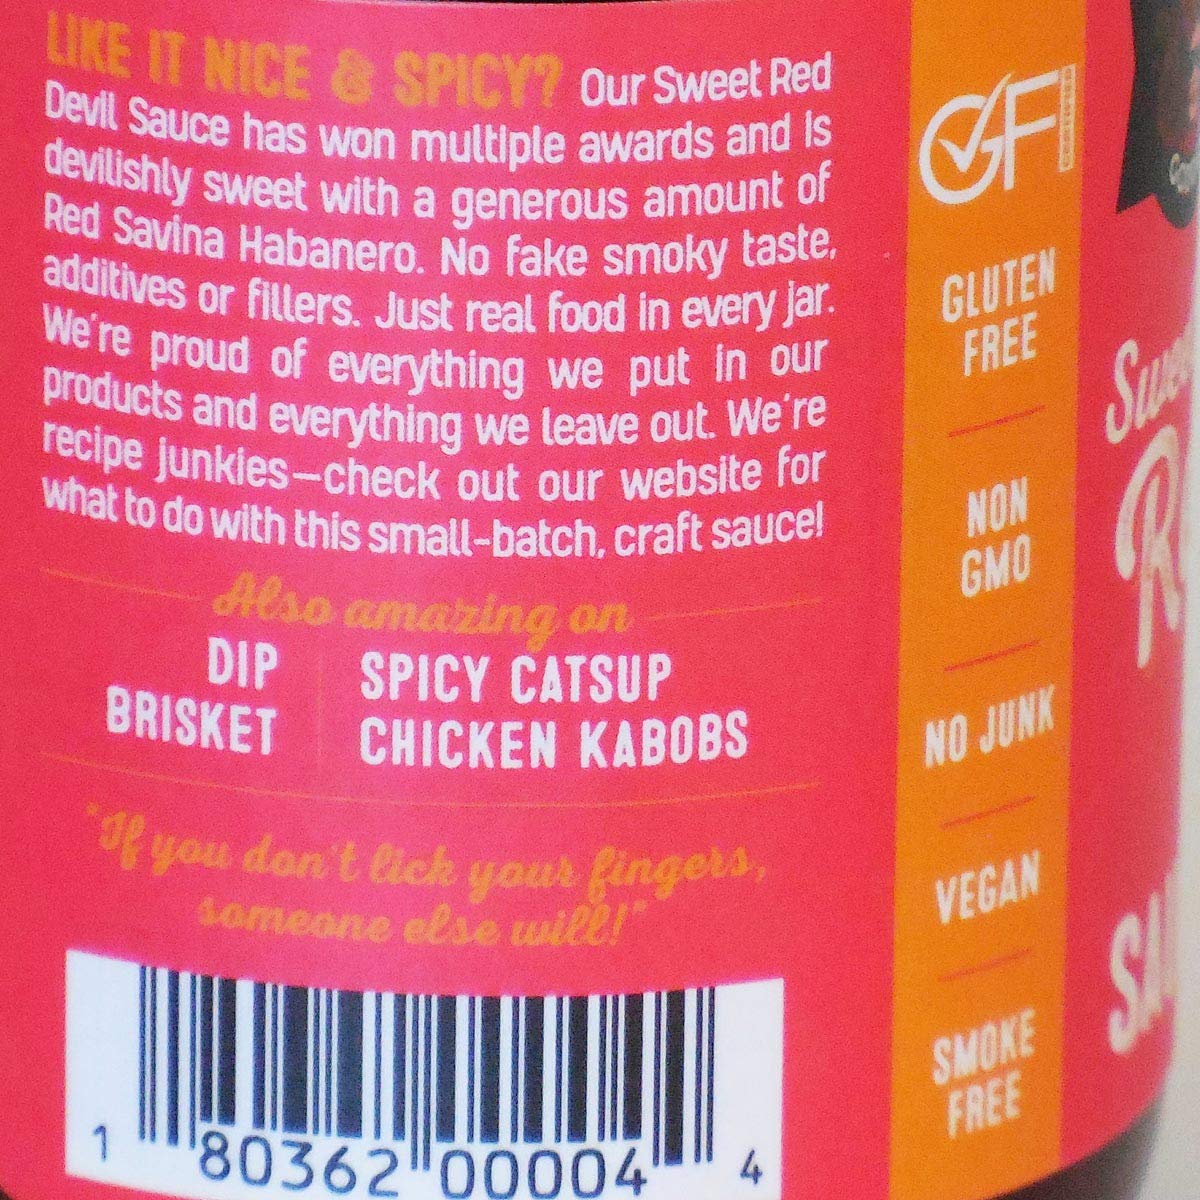 LIKE IT NICE & SPICY? Our Sweet Red
Devil Sauce has won multiple awards and is
devilishly sweet with a generous amount of
Red Savina Habanero. No fake smoky taste,
additives or fillers. Just real food in every jar.
We're proud of everything we put in our
products and everything we leave out. We're
recipe junkies—check out our website for
what to do with this small-batch, craft sauce!
Also amazing on
DIP
BRISKET
SPICY CATSUP
CHICKEN KABOBS
"If you don't lick your fingers,
someone else will!"
1 80362 00004 4
GF
GLUTEN
FREE
NON
GMO
NO JUNK
VEGAN
SMOKE
FREE